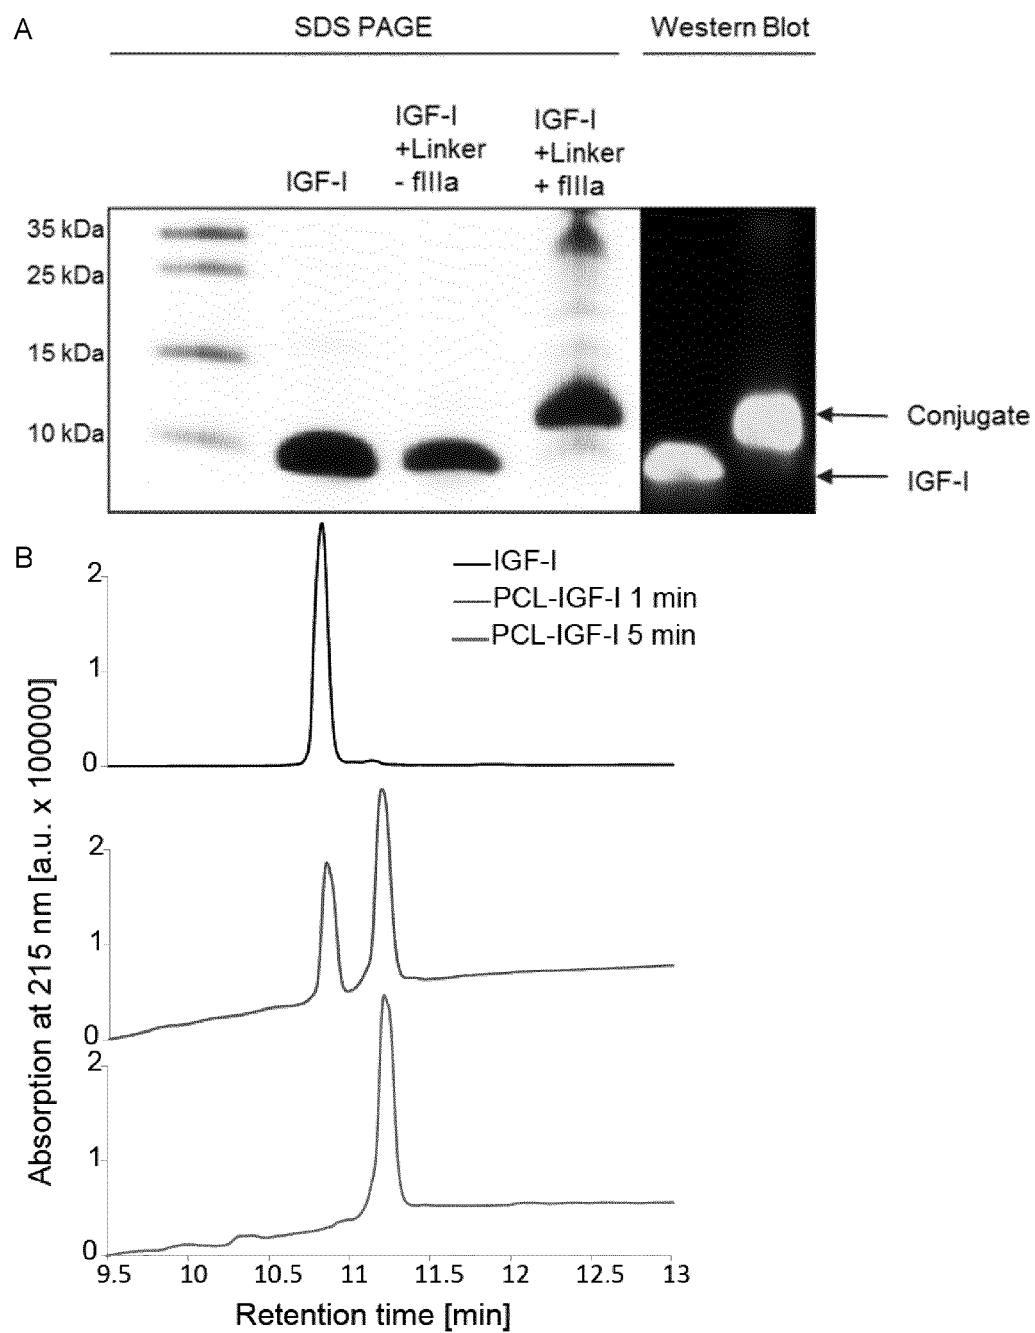 A
SDS PAGE
Western Blot
IGF-I
IGF-I
+Linker
- fIIIa
IGF-I
+Linker
+ fIIIa
35 kDa
25 kDa
15 kDa
10 kDa
Conjugate
IGF-I
B
IGF-I
PCL-IGF-I 1 min
PCL-IGF-I 5 min
Absorption at 215 nm [a.u. x 100000]
2
1
0
2
1
0
2
1
0
9.5 10 10.5 11 11.5 12 12.5 13
Retention time [min]